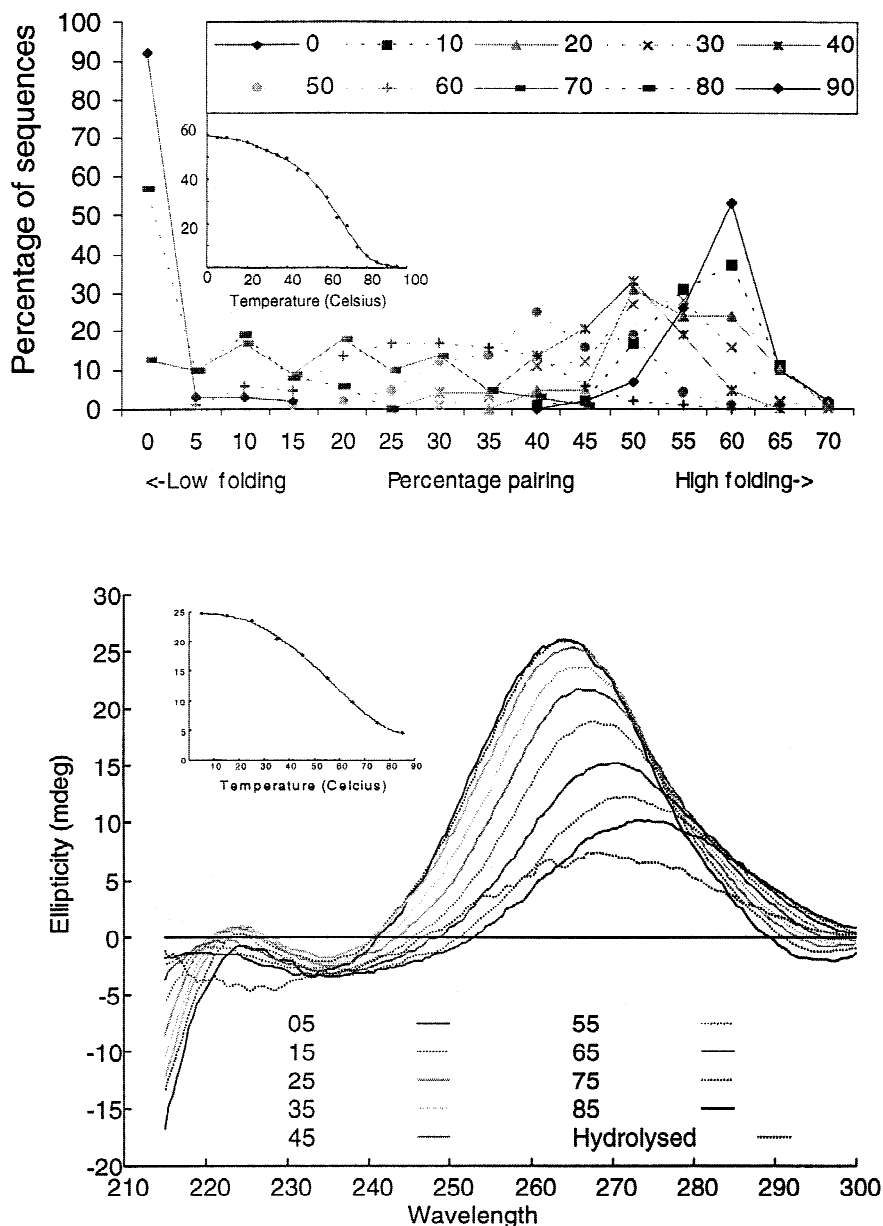 Percentage of sequences
100
90
80
70
60
50
40
30
20
10
0
0 10 20 30 40
50 60 70 80 90
60
40
20
0 20 40 60 80 100
Temperature (Celsius)
0 5 10 15 20 25 30 35 40 45 50 55 60 65 70
<-Low folding Percentage pairing High folding->
Ellipticity (mdeg)
30
25
20
15
10
5
0
-5
-10
-15
-20
25
20
15
10
5
0
10 20 30 40 50 60 70 80 90
Temperature (Celcius)
05 55
15 65
25 75
35 85
45 Hydrolysed
210 220 230 240 250 260 270 280 290 300
Wavelength